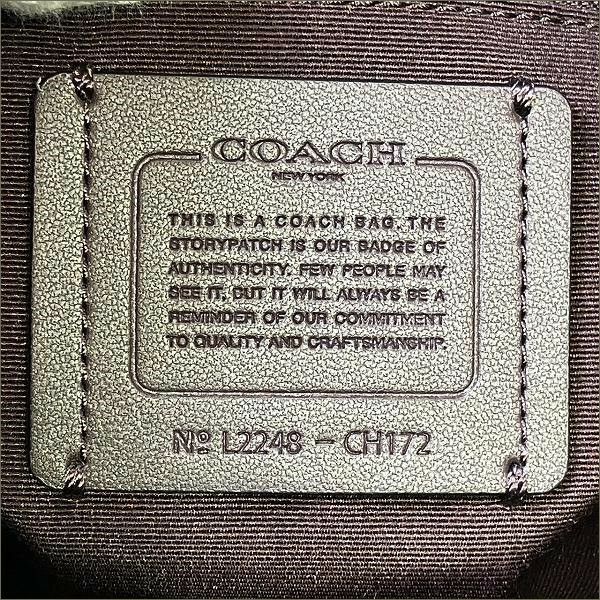 COACH
NEW YORK
THIS IS A COACH BAG. THE
STORYPATCH IS OUR BADGE OF
AUTHENTICITY. FEW PEOPLE MAY
SEE IT, BUT IT WILL ALWAYS BE A
REMINDER OF OUR COMMITMENT
TO QUALITY AND CRAFTSMANSHIP.
Nº L2248 - CH172